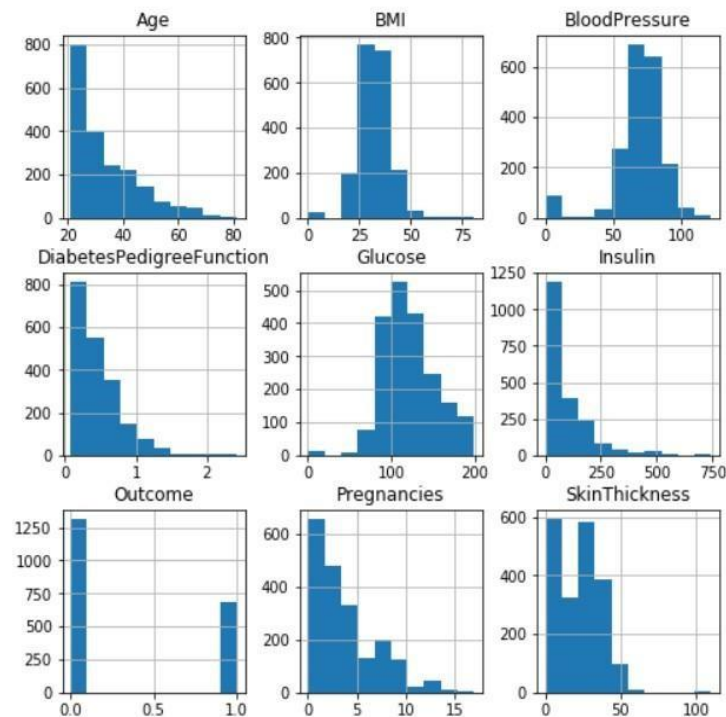 Age BMI BloodPressure
800 800
600 600 600
400 400 400
200 200 200
0 0 0
20 40 60 80 0 25 50 75 0 50 100
DiabetesPedigreeFunction Glucose Insulin
800 500 1250
600 400 1000
400 300 750
200 200 500
100 250
0 0 0
0 1 2 0 100 200 0 250 500 750
Outcome Pregnancies SkinThickness
1250 600 600
1000
750 400 400
500 200 200
250
0 0 0
0.0 0.5 1.0 0 5 10 15 0 50 100